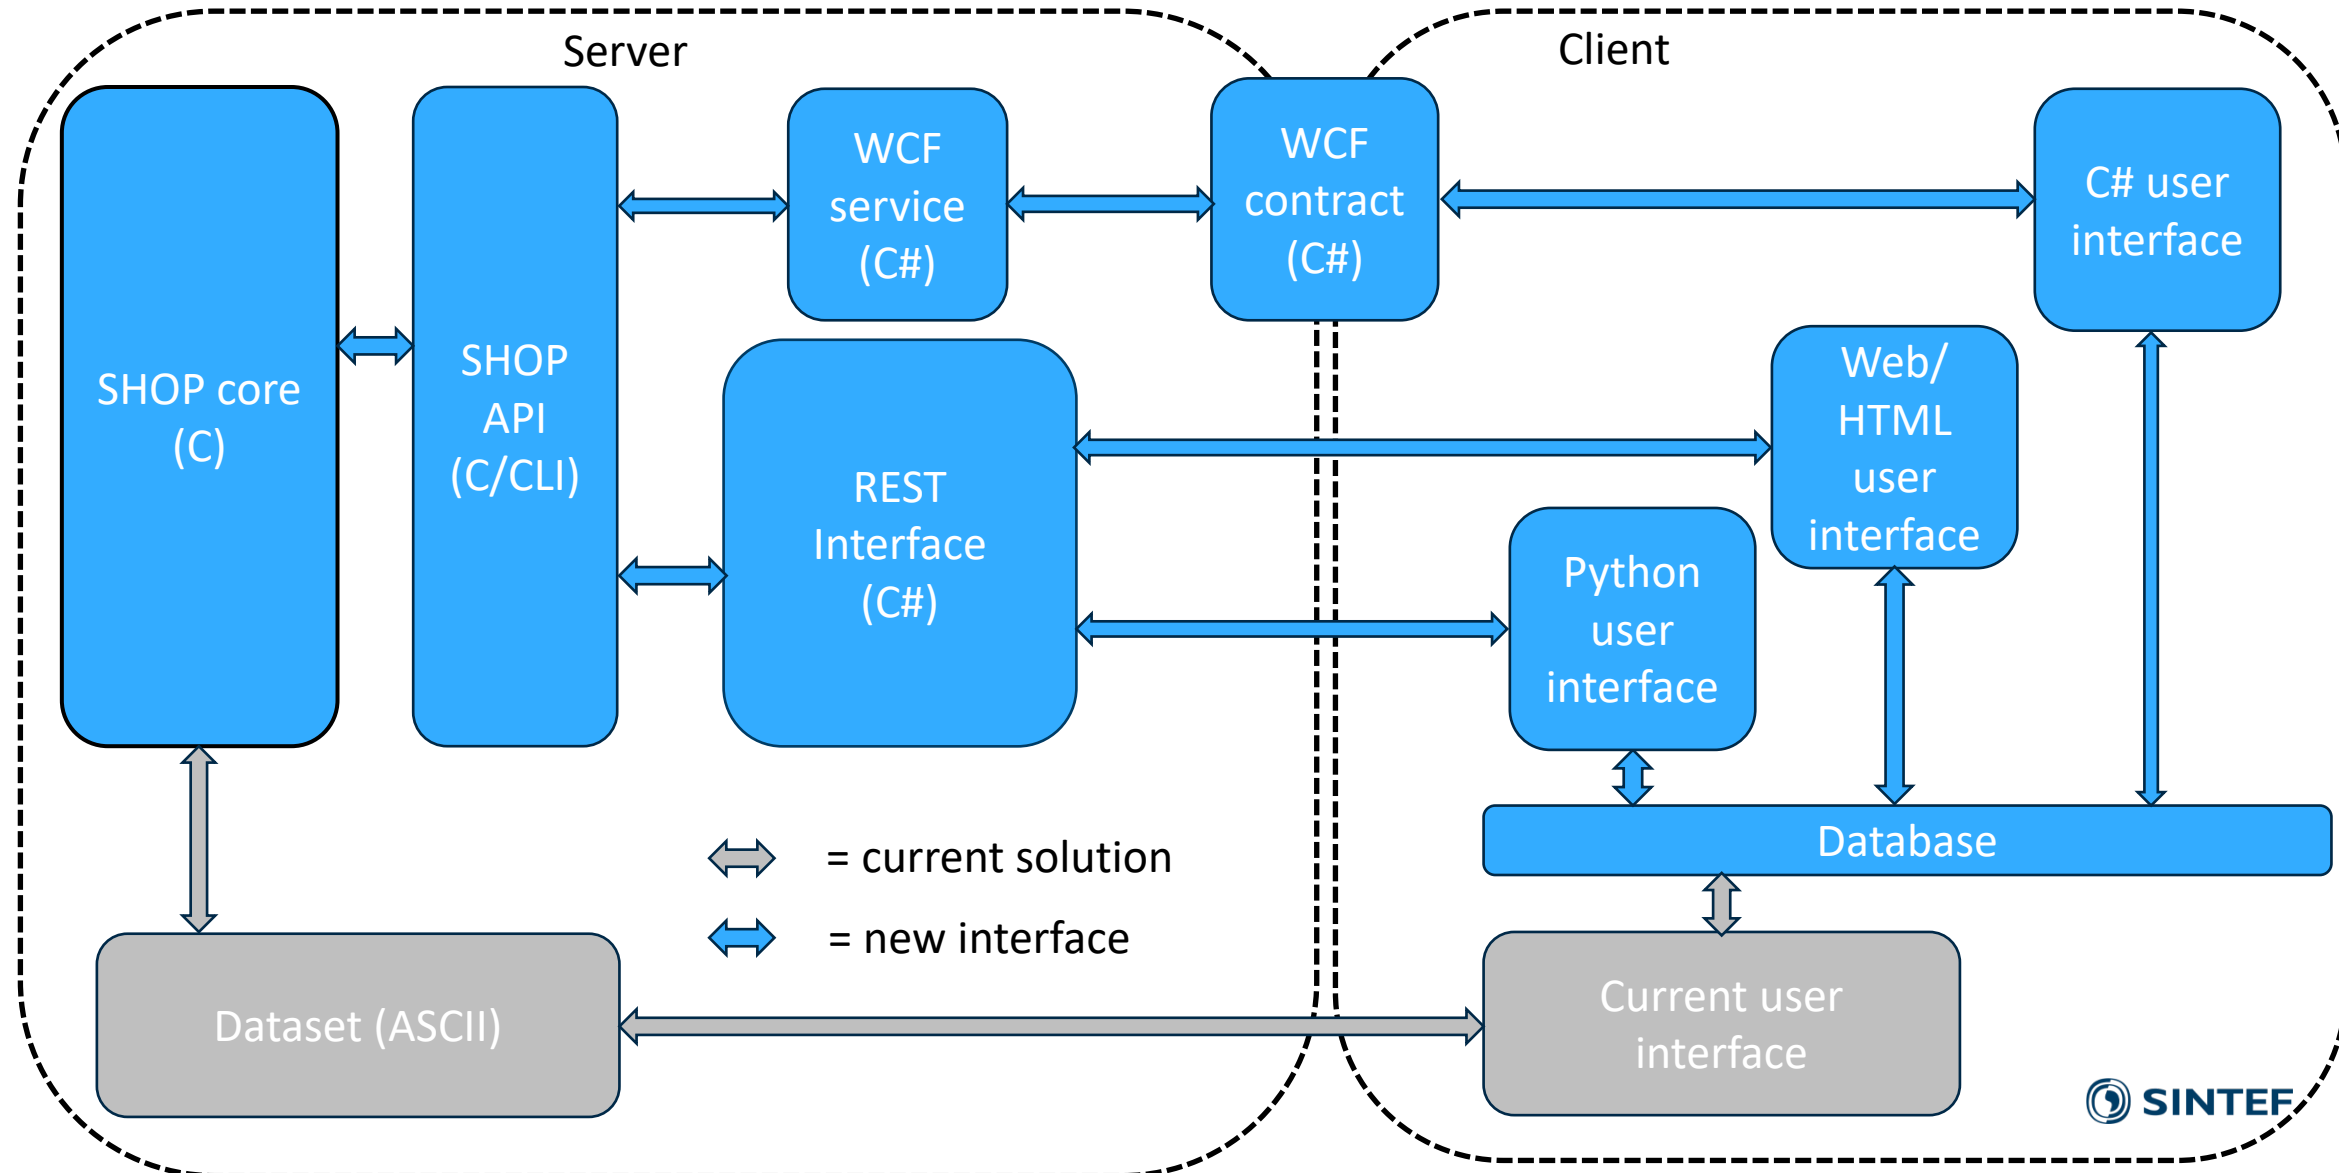 Server
Client
SHOP core
(C)
SHOP
API
(C/CLI)
WCF
service
(C#)
WCF
contract
(C#)
C# user
interface
REST
Interface
(C#)
Web/
HTML
user
interface
Python
user
interface
Database
= current solution
= new interface
Dataset (ASCII)
Current user
interface
SINTEF